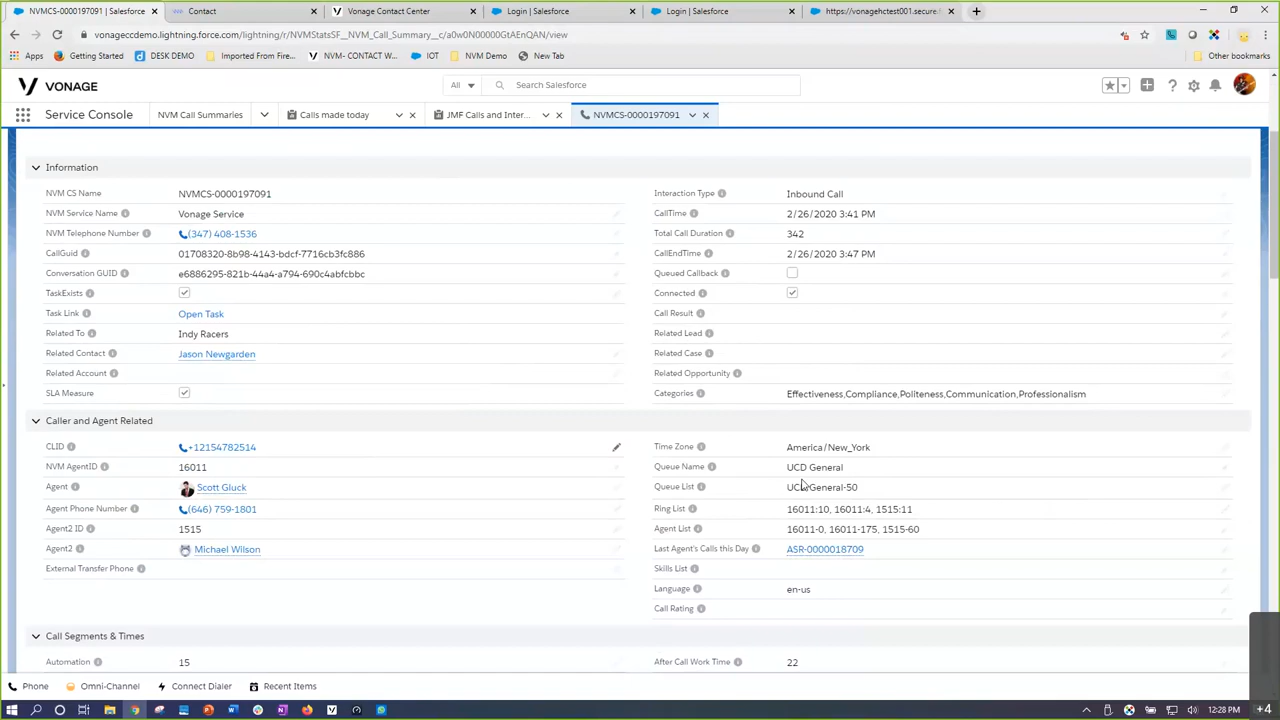 NVMCS-0000197091 | Salesforce
Contact
Vonage Contact Center
Login | Salesforce
Login | Salesforce
https://vonagehctest001.secure.f
vonageccdemo.lightning.force.com/lightning/r/NVMStatsSF__NVM_Call_Summary__c/a0w0N00000GtAEnQAN/view
Apps
Getting Started
DESK DEMO
Imported From Fire...
NVM- CONTACT W...
IOT
NVM Demo
New Tab
Other bookmarks
VONAGE
All
Search Salesforce
Service Console
NVM Call Summaries
Calls made today
JMF Calls and Inter...
NVMCS-0000197091
Information
NVM CS Name
NVMCS-0000197091
Interaction Type
Inbound Call
NVM Service Name
Vonage Service
CallTime
2/26/2020 3:41 PM
NVM Telephone Number
(347) 408-1536
Total Call Duration
342
CallGuid
01708320-8b98-4143-bdcf-7716cb3fc886
CallEndTime
2/26/2020 3:47 PM
Conversation GUID
e6886295-821b-44a4-a794-690c4abfcbbc
Queued Callback
TaskExists
Connected
Task Link
Open Task
Call Result
Related To
Indy Racers
Related Lead
Related Contact
Jason Newgarden
Related Case
Related Account
Related Opportunity
SLA Measure
Categories
Effectiveness,Compliance,Politeness,Communication,Professionalism
Caller and Agent Related
CLID
+12154782514
Time Zone
America/New_York
NVM AgentID
16011
Queue Name
UCD General
Agent
Scott Gluck
Queue List
UCD General-50
Agent Phone Number
(646) 759-1801
Ring List
16011:10, 16011:4, 1515:11
Agent2 ID
1515
Agent List
16011-0, 16011-175, 1515-60
Agent2
Michael Wilson
Last Agent's Calls this Day
ASR-0000018709
External Transfer Phone
Skills List
Language
en-us
Call Rating
Call Segments & Times
Automation
15
After Call Work Time
22
Phone
Omni-Channel
Connect Dialer
Recent Items
12:28 PM
+4